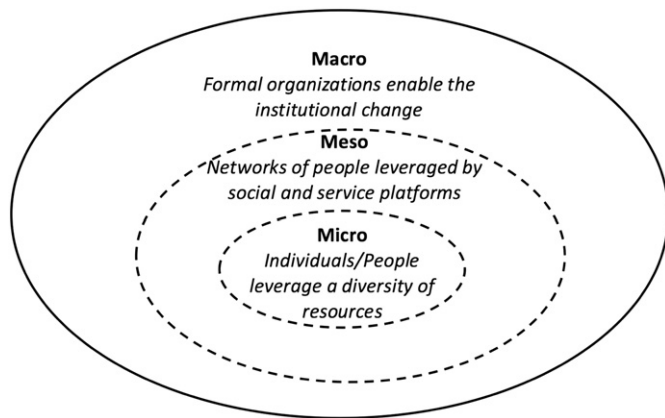 Macro
Formal organizations enable the
institutional change
Meso
Networks of people leveraged by
social and service platforms
Micro
Individuals/People
leverage a diversity of
resources